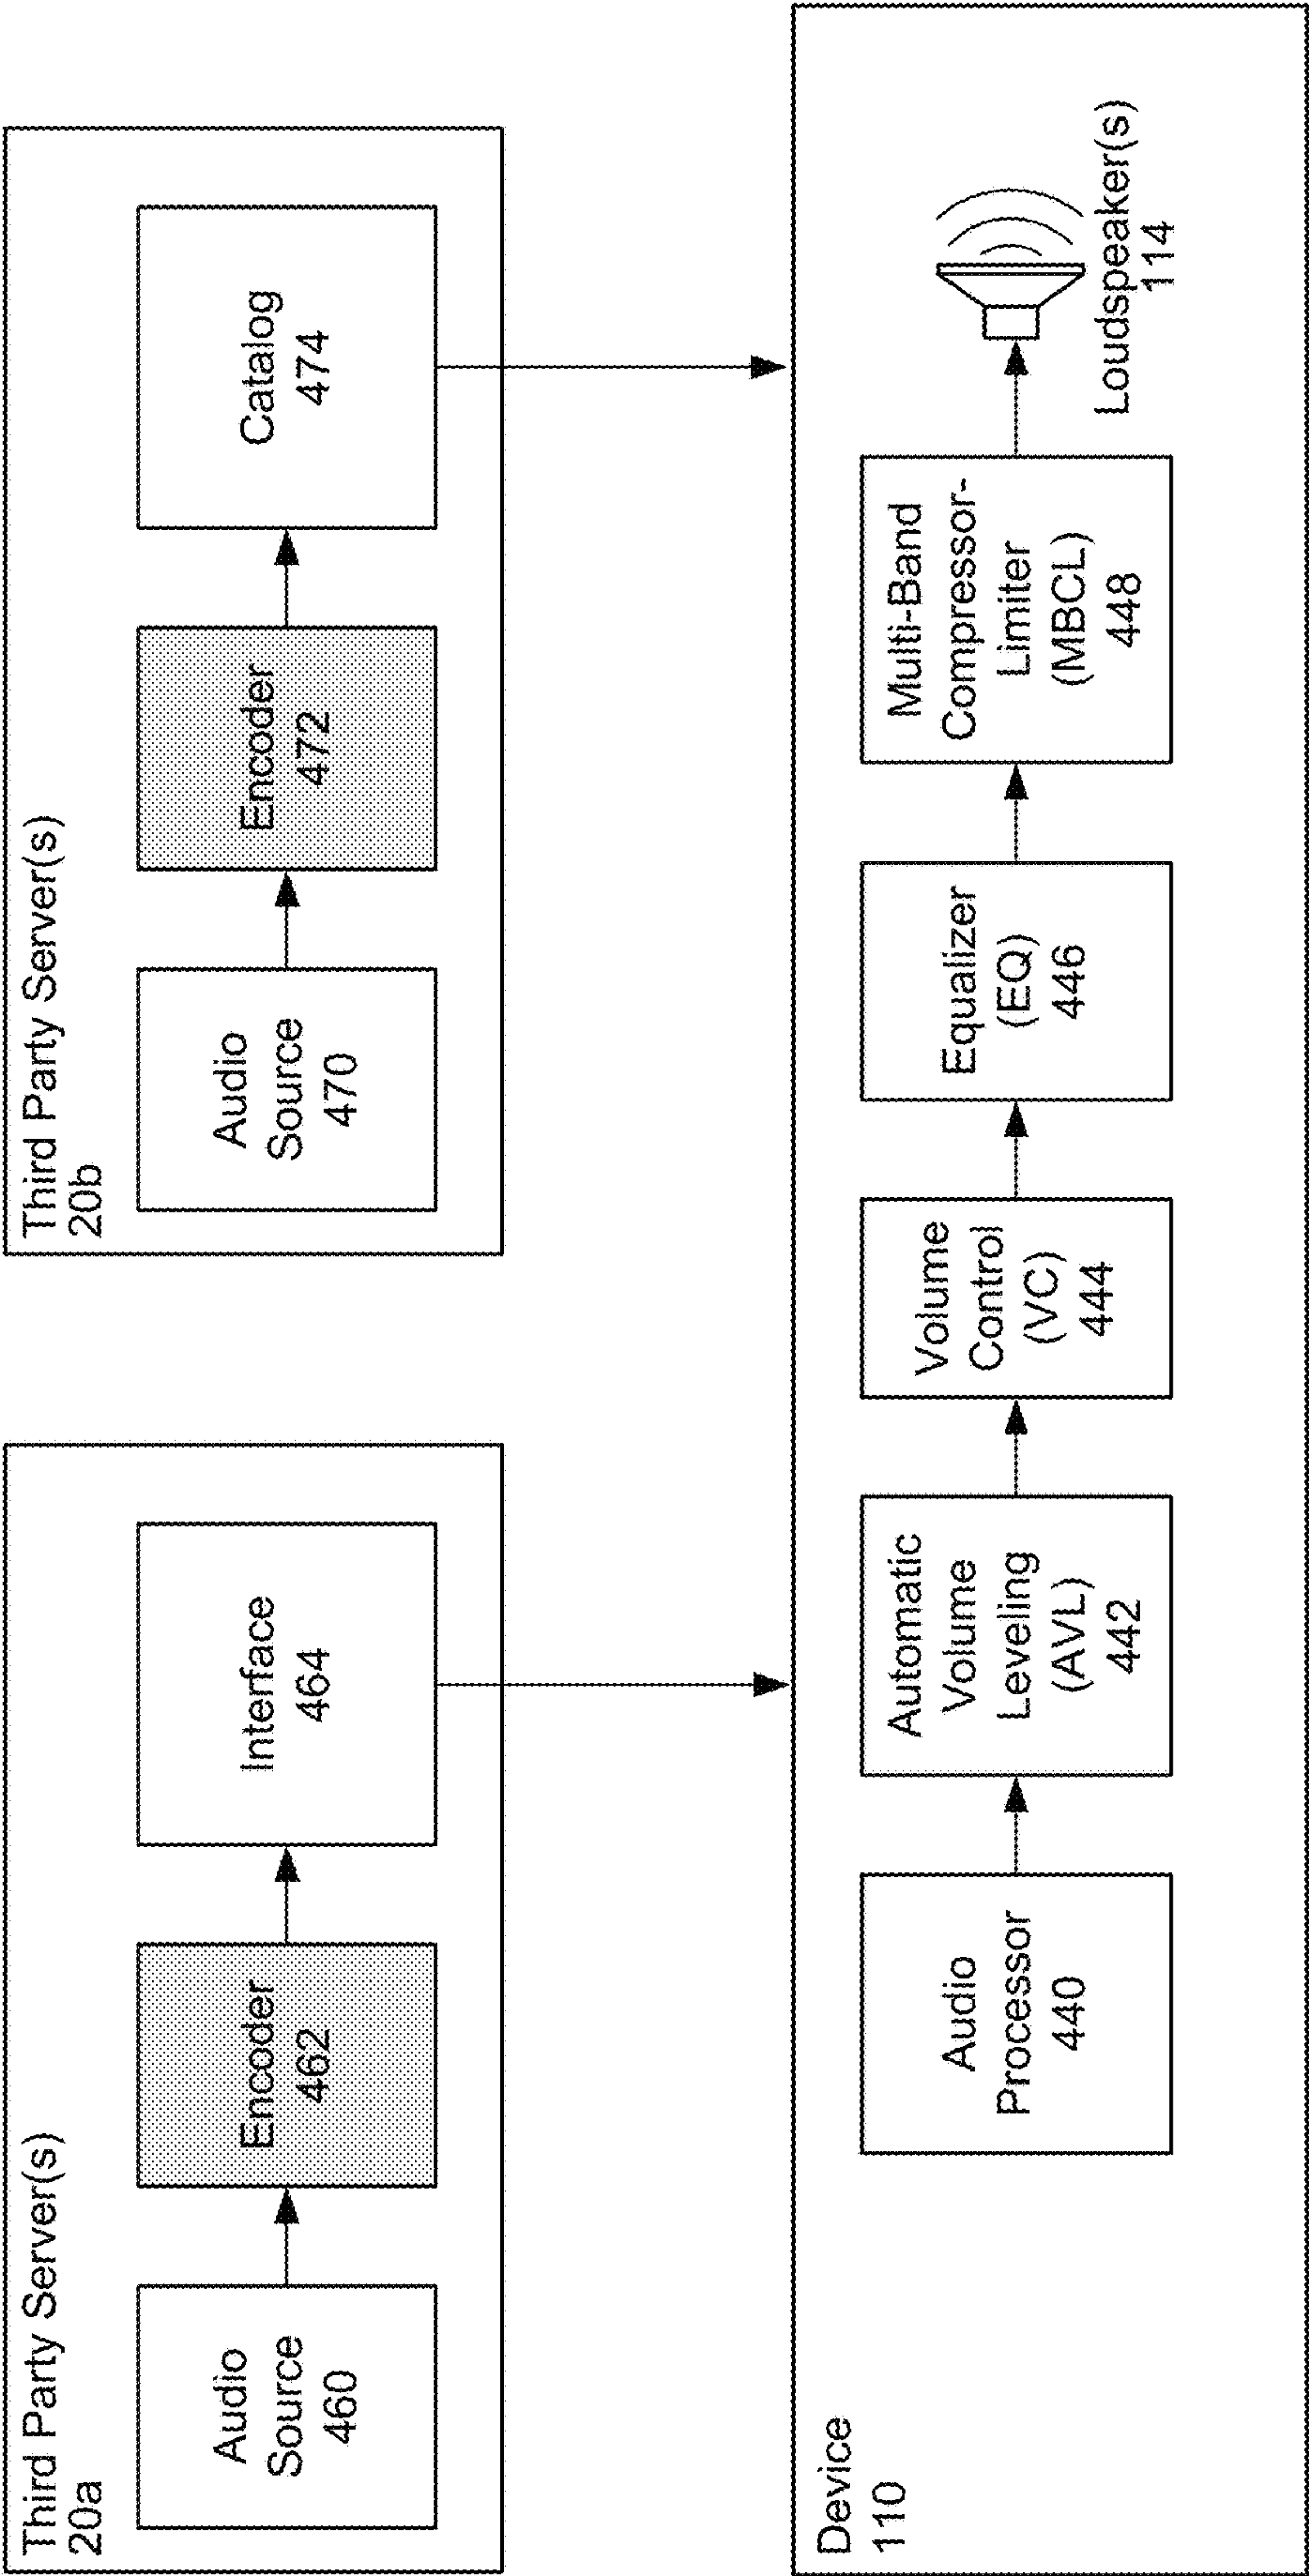 Third Party Server(s)
20a
Audio
Source
460
Encoder
462
Interface
464
Third Party Server(s)
20b
Audio
Source
470
Encoder
472
Catalog
474
Device
110
Audio
Processor
440
Automatic
Volume
Leveling
(AVL)
442
Volume
Control
(VC)
444
Equalizer
(EQ)
446
Multi-Band
Compressor-
Limiter
(MBCL)
448
Loudspeaker(s)
114